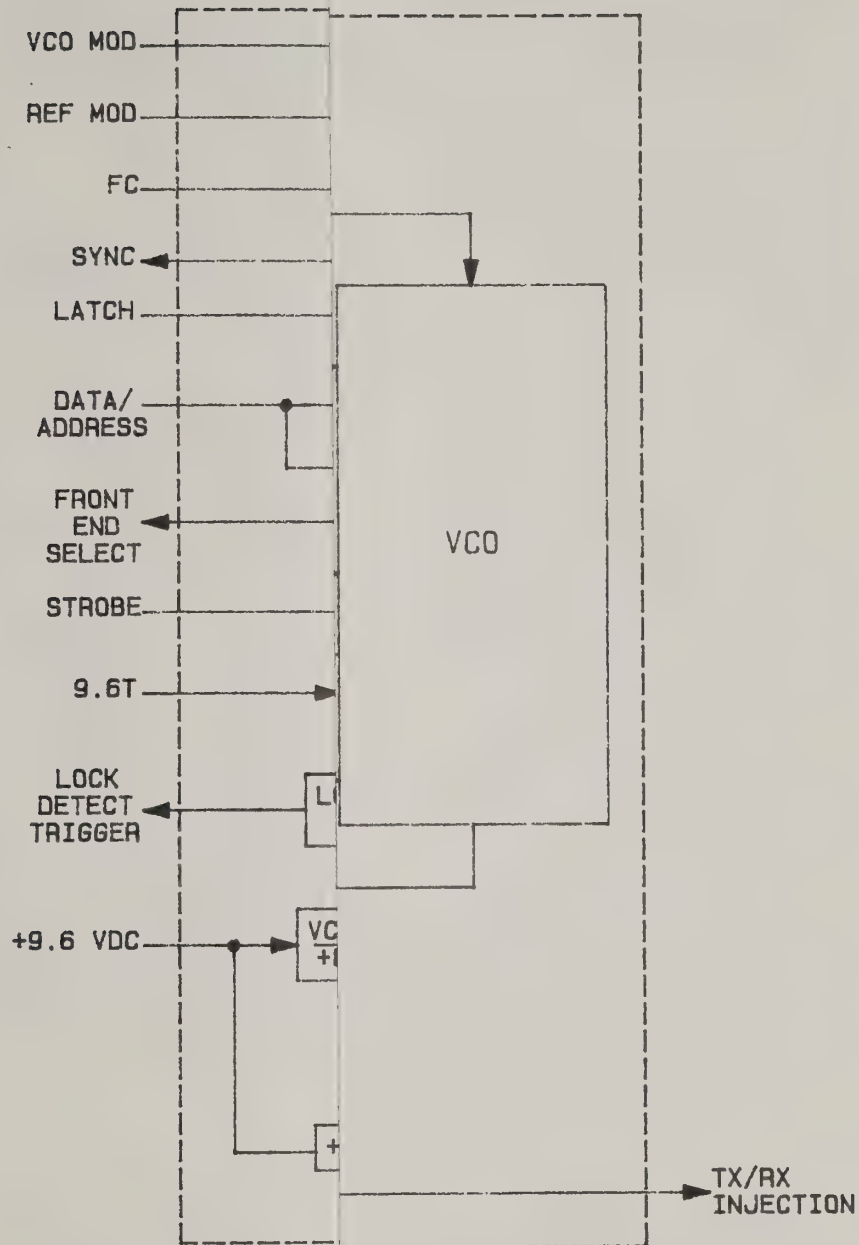 VCO MOD
REF MOD
FC
SYNC
LATCH
DATA/
ADDRESS
FRONT
END
SELECT
VCO
STROBE
9.6T
LOCK
DETECT
TRIGGER
+9.6 VDC
VC
+
+
TX/RX
INJECTION